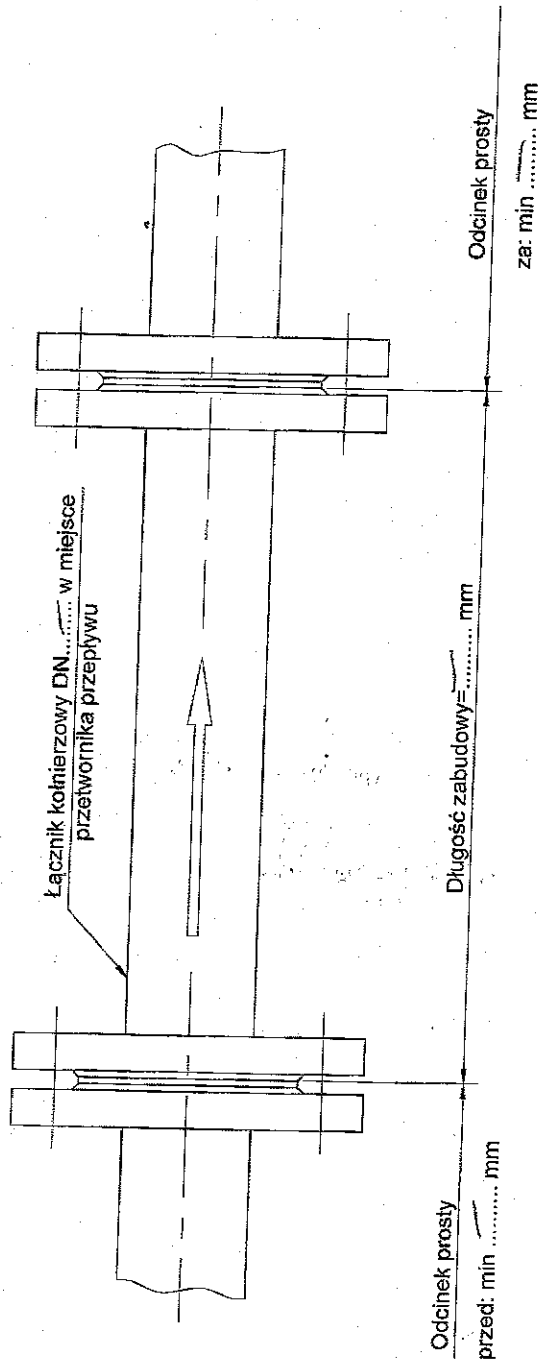 Łącznik kołnierzowy DN......... w miejsce
przetwornika przepływu
Odcinek prosty
przed: min .......... mm
Długość zabudowy=.......... mm
Odcinek prosty
za: min .......... mm